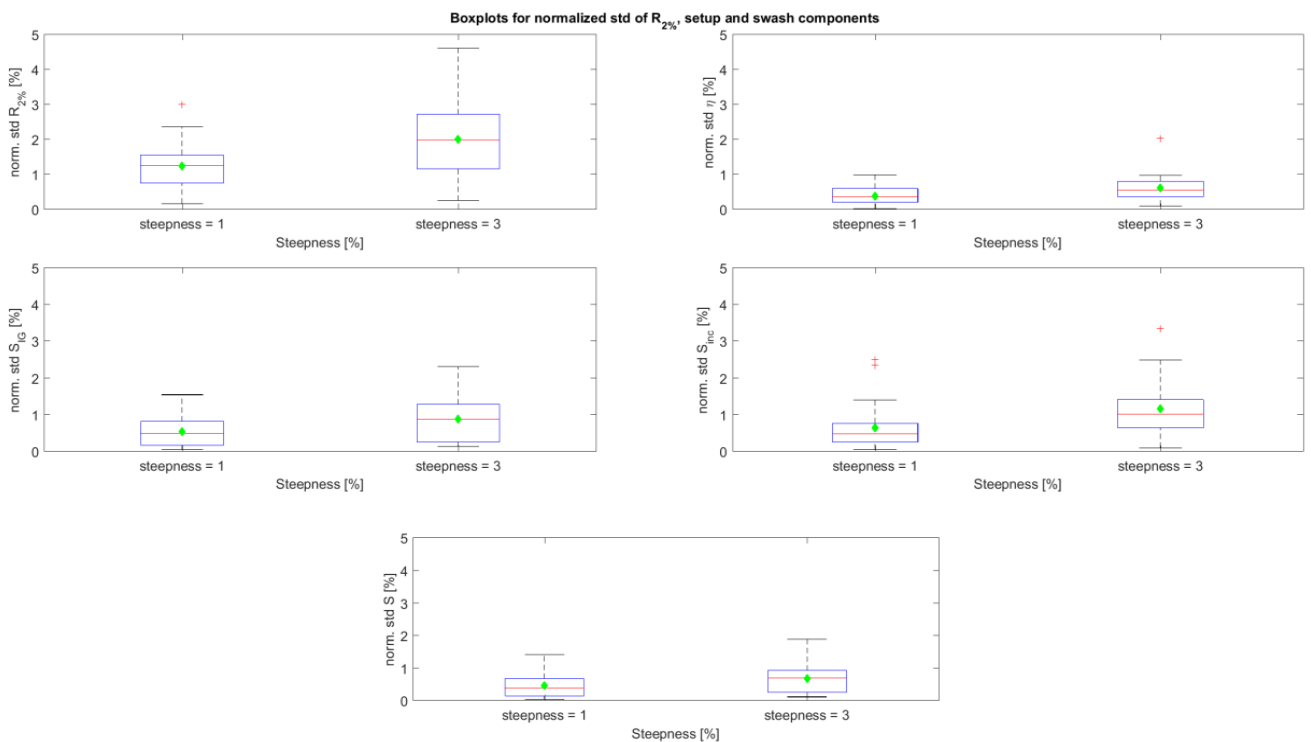 Boxplots for normalized std of R2%, setup and swash components
norm. std R2% [%]
5
4
3
2
1
0
steepness = 1
steepness = 3
Steepness [%]
norm. std η [%]
5
4
3
2
1
0
steepness = 1
steepness = 3
Steepness [%]
norm. std SIG [%]
5
4
3
2
1
0
steepness = 1
steepness = 3
Steepness [%]
norm. std Sinc [%]
5
4
3
2
1
0
steepness = 1
steepness = 3
Steepness [%]
norm. std S [%]
5
4
3
2
1
0
steepness = 1
steepness = 3
Steepness [%]